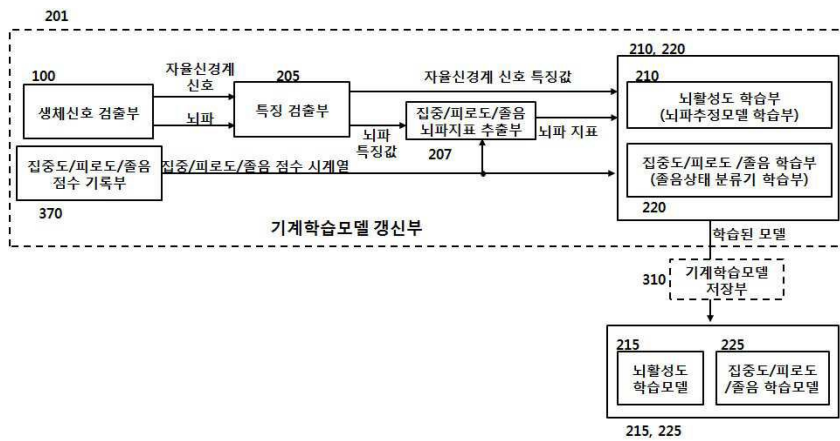 201
100
생체신호 검출부
자율신경계
신호
뇌파
205
특징 검출부
자율신경계 신호 특징값
뇌파
특징값
집중/피로도/졸음
뇌파지표 추출부
207
뇌파 지표
210, 220
210
뇌활성도 학습부
(뇌파추정모델 학습부)
집중도/피로도 /졸음 학습부
(졸음상태 분류기 학습부)
220
집중도/피로도/졸음
점수 기록부
370
집중/피로도/졸음 점수 시계열
기계학습모델 갱신부
학습된 모델
310
기계학습모델
저장부
215
뇌활성도
학습모델
225
집중도/피로도
/졸음 학습모델
215, 225